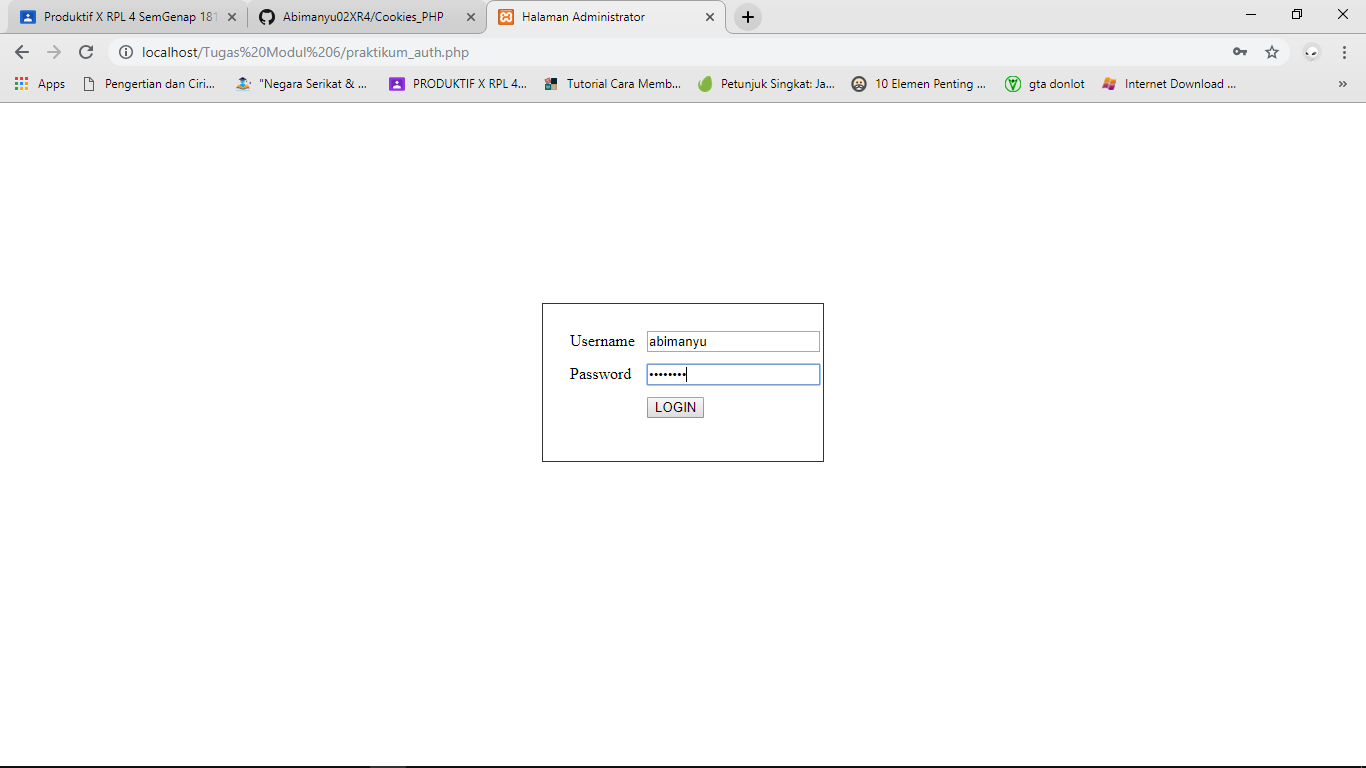 Produktif X RPL 4 SemGenap 181
Abimanyu02XR4/Cookies_PHP
Halaman Administrator
localhost/Tugas%20Modul%206/praktikum_auth.php
Apps
Pengertian dan Ciri...
"Negara Serikat & ...
PRODUKTIF X RPL 4...
Tutorial Cara Memb...
Petunjuk Singkat: Ja...
10 Elemen Penting ...
gta donlot
Internet Download ...
»
Username abimanyu
Password ••••••••
LOGIN